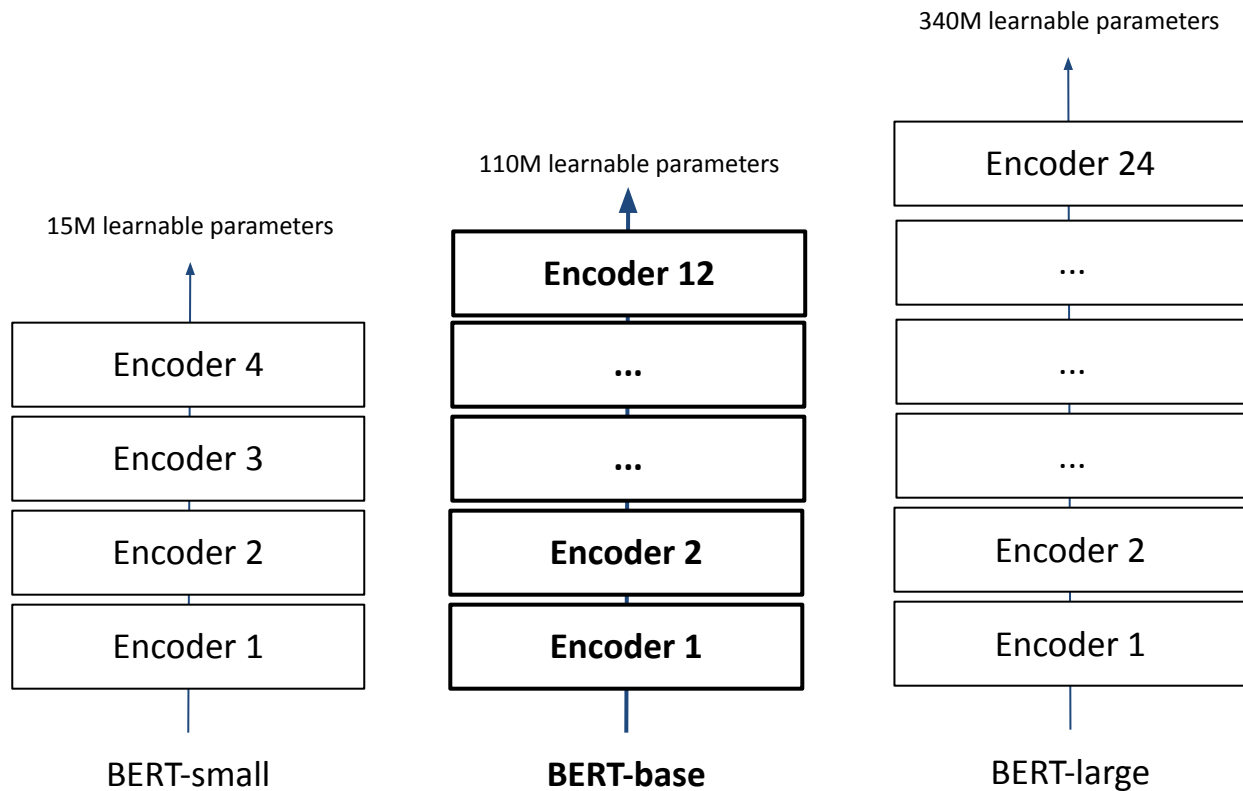 15M learnable parameters
Encoder 4
Encoder 3
Encoder 2
Encoder 1
BERT-small
110M learnable parameters
Encoder 12
...
...
Encoder 2
Encoder 1
BERT-base
340M learnable parameters
Encoder 24
...
...
...
Encoder 2
Encoder 1
BERT-large